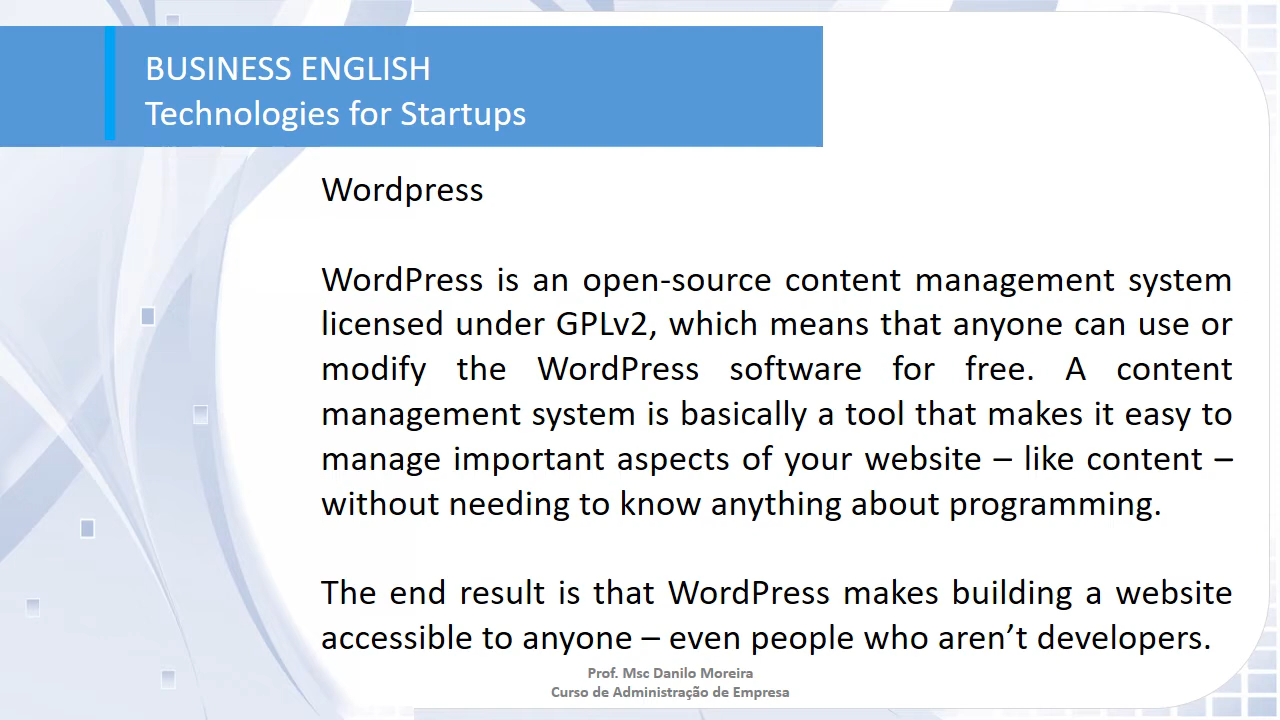 BUSINESS ENGLISH
Technologies for Startups
Wordpress
WordPress is an open-source content management system
licensed under GPLv2, which means that anyone can use or
modify the WordPress software for free. A content
management system is basically a tool that makes it easy to
manage important aspects of your website – like content –
without needing to know anything about programming.
The end result is that WordPress makes building a website
accessible to anyone – even people who aren’t developers.
Prof. Msc Danilo Moreira
Curso de Administração de Empresa